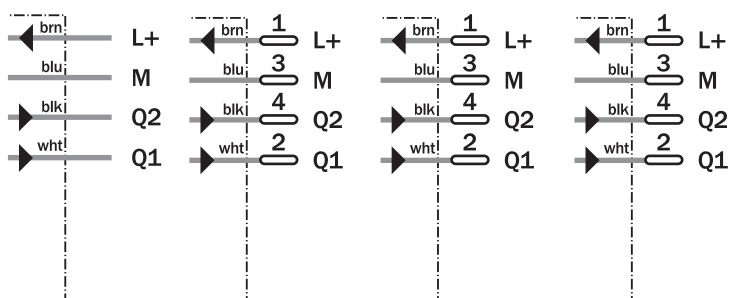 brn L+
blu M
blk Q2
wht Q1
brn 1 L+
blu 3 M
blk 4 Q2
wht 2 Q1
brn 1 L+
blu 3 M
blk 4 Q2
wht 2 Q1
brn 1 L+
blu 3 M
blk 4 Q2
wht 2 Q1